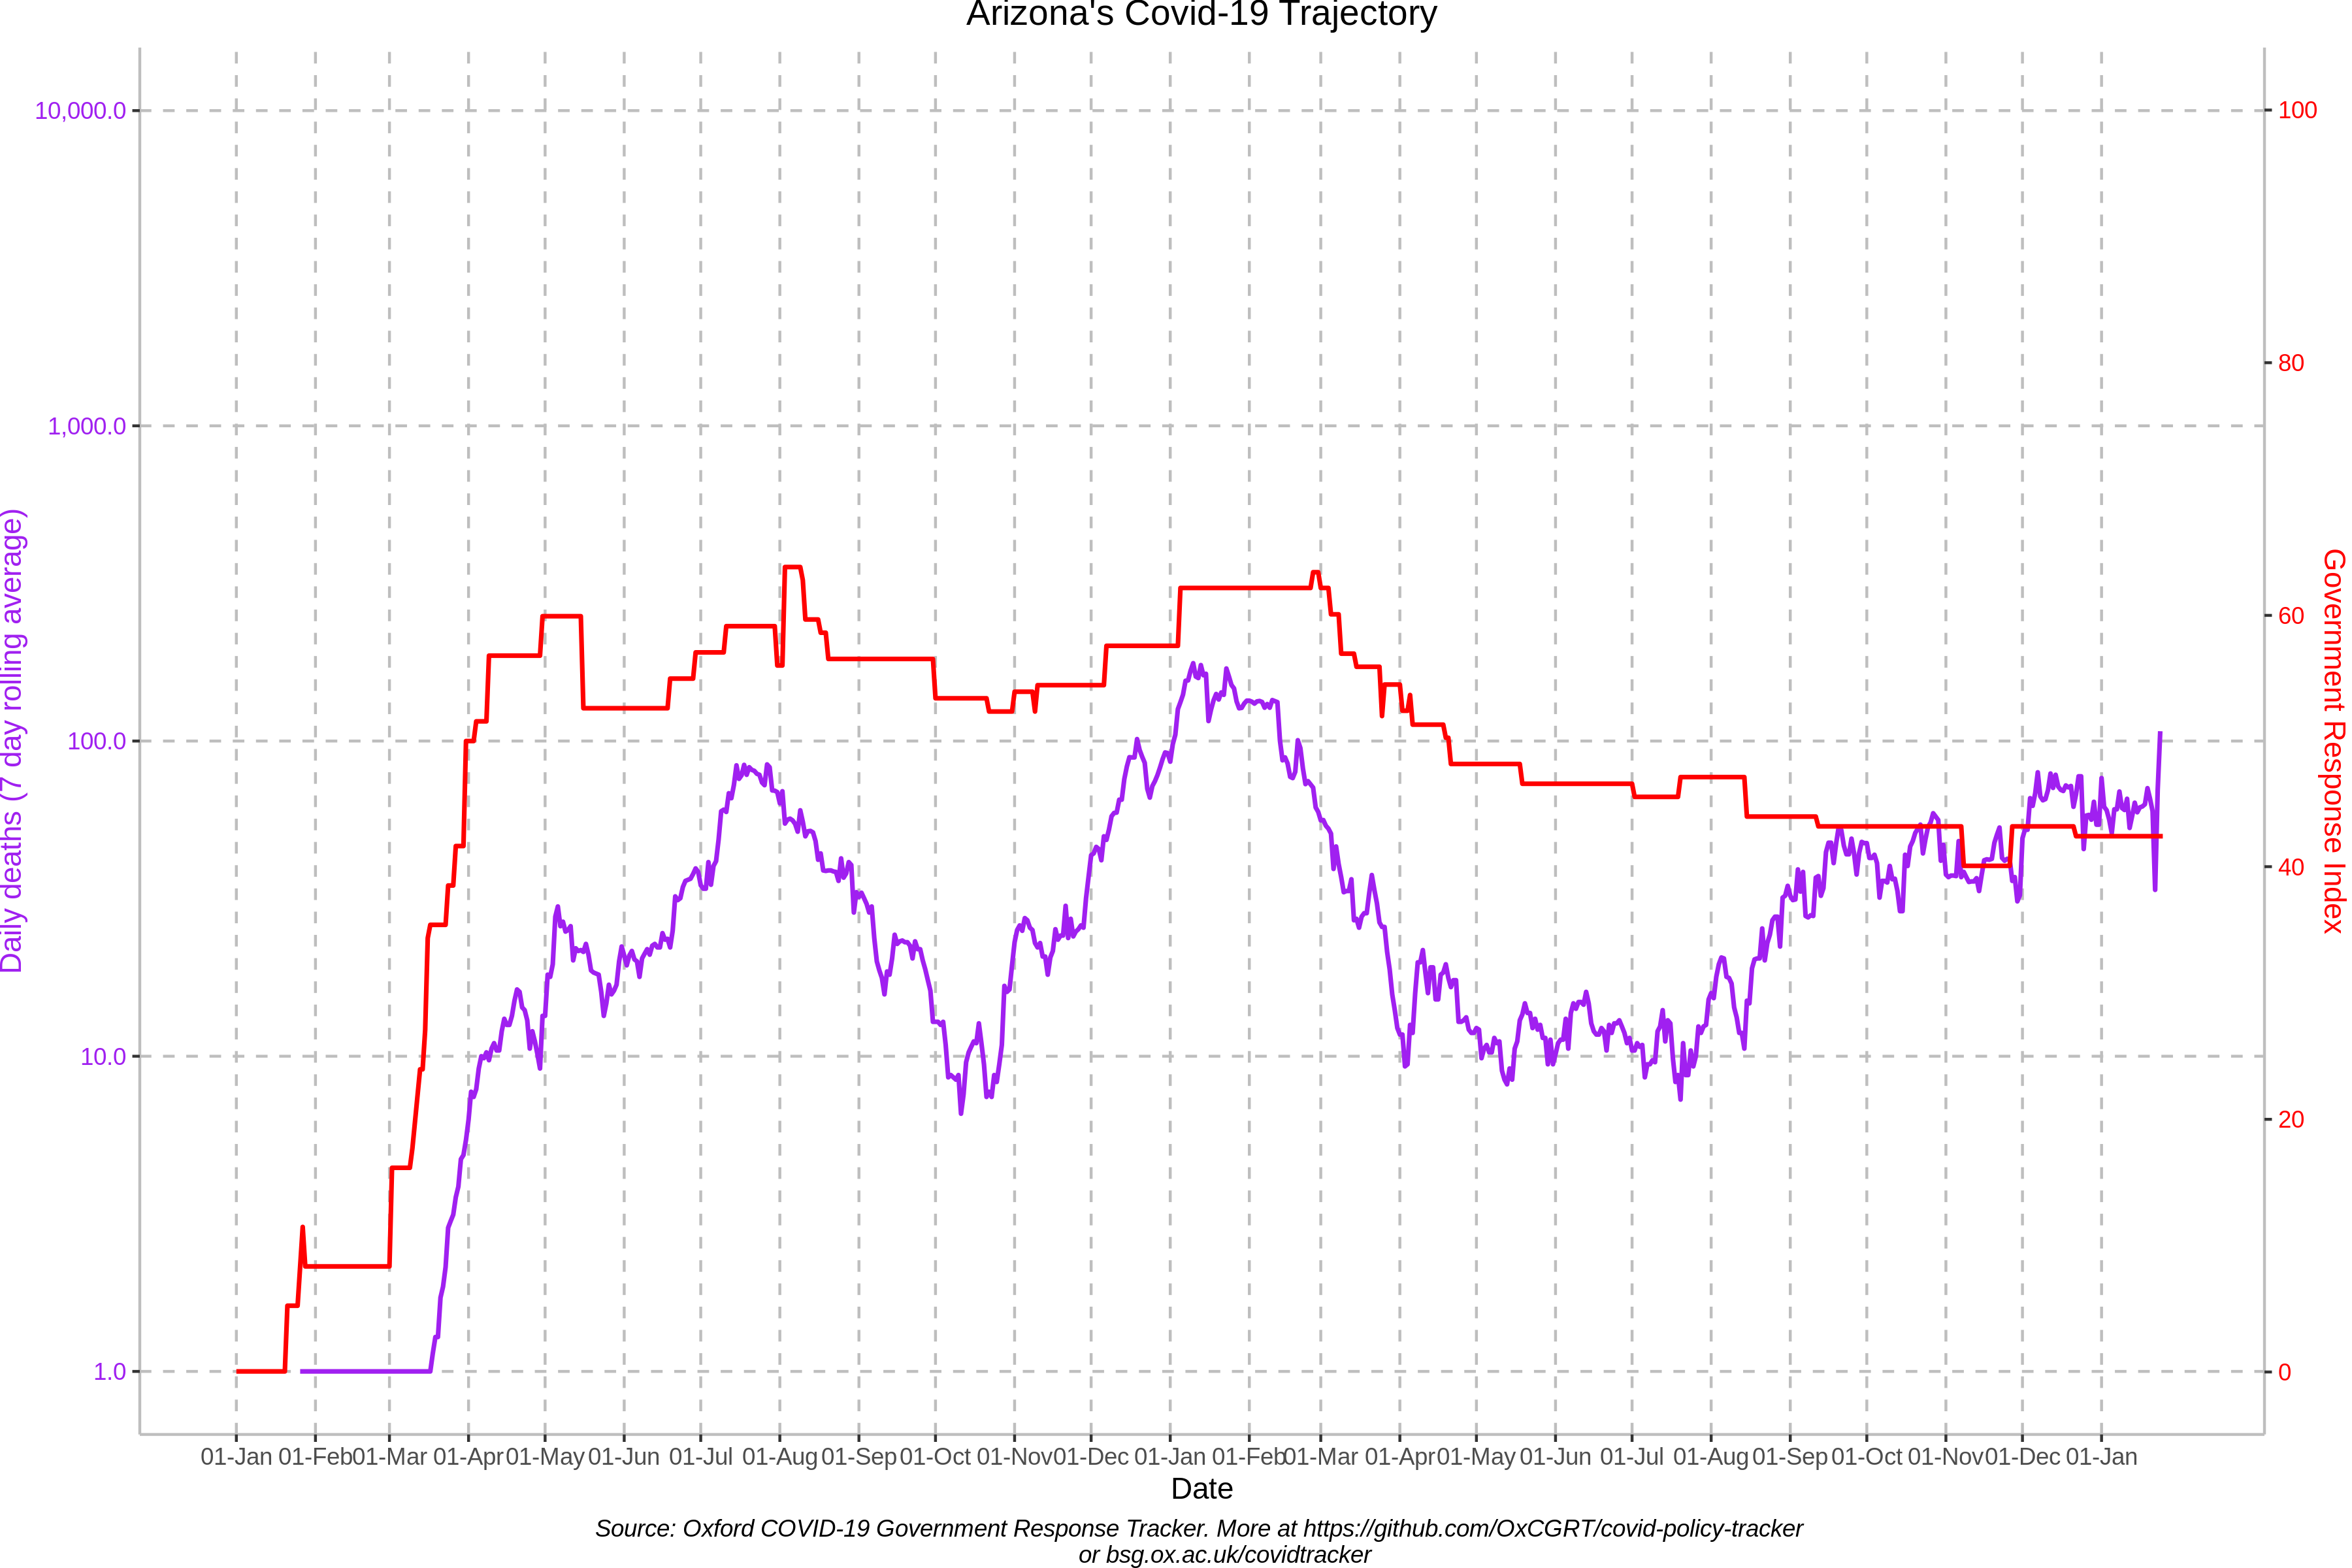 Arizona's Covid-19 Trajectory
10,000.0
1,000.0
100.0
10.0
1.0
Daily deaths (7 day rolling average)
100
80
60
40
20
0
Government Response Index
01-Jan 01-Feb 01-Mar 01-Apr 01-May 01-Jun 01-Jul 01-Aug 01-Sep 01-Oct 01-Nov 01-Dec 01-Jan 01-Feb 01-Mar 01-Apr 01-May 01-Jun 01-Jul 01-Aug 01-Sep 01-Oct 01-Nov 01-Dec 01-Jan
Date
Source: Oxford COVID-19 Government Response Tracker. More at https://github.com/OxCGRT/covid-policy-tracker
or bsg.ox.ac.uk/covidtracker